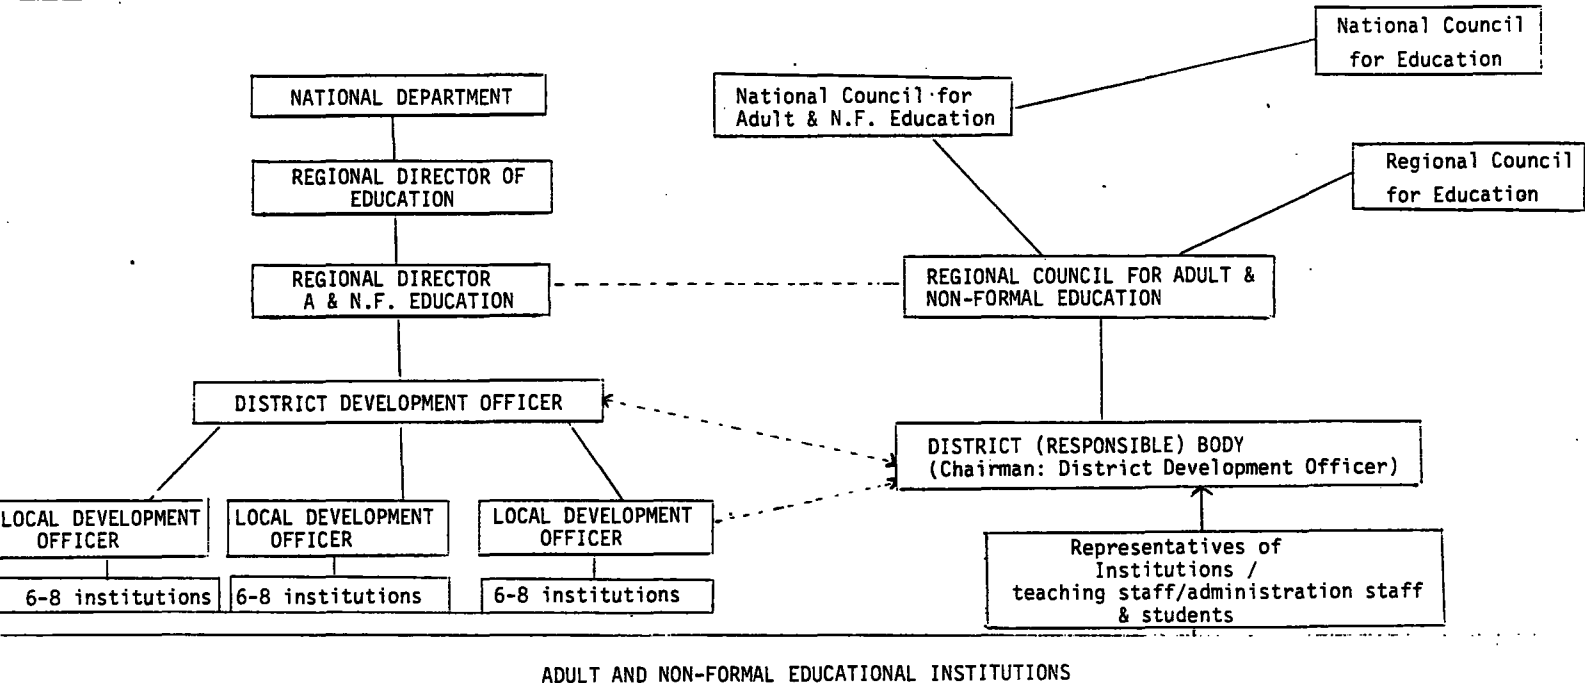 National Council
for Education
NATIONAL DEPARTMENT
National Council for
Adult & N.F. Education
REGIONAL DIRECTOR OF
EDUCATION
Regional Council
for Education
REGIONAL DIRECTOR
A & N.F. EDUCATION
REGIONAL COUNCIL FOR ADULT &
NON-FORMAL EDUCATION
DISTRICT DEVELOPMENT OFFICER
DISTRICT (RESPONSIBLE) BODY
(Chairman: District Development Officer)
LOCAL DEVELOPMENT
OFFICER
LOCAL DEVELOPMENT
OFFICER
LOCAL DEVELOPMENT
OFFICER
6-8 institutions
6-8 institutions
6-8 institutions
Representatives of
Institutions /
teaching staff/administration staff
& students
ADULT AND NON-FORMAL EDUCATIONAL INSTITUTIONS